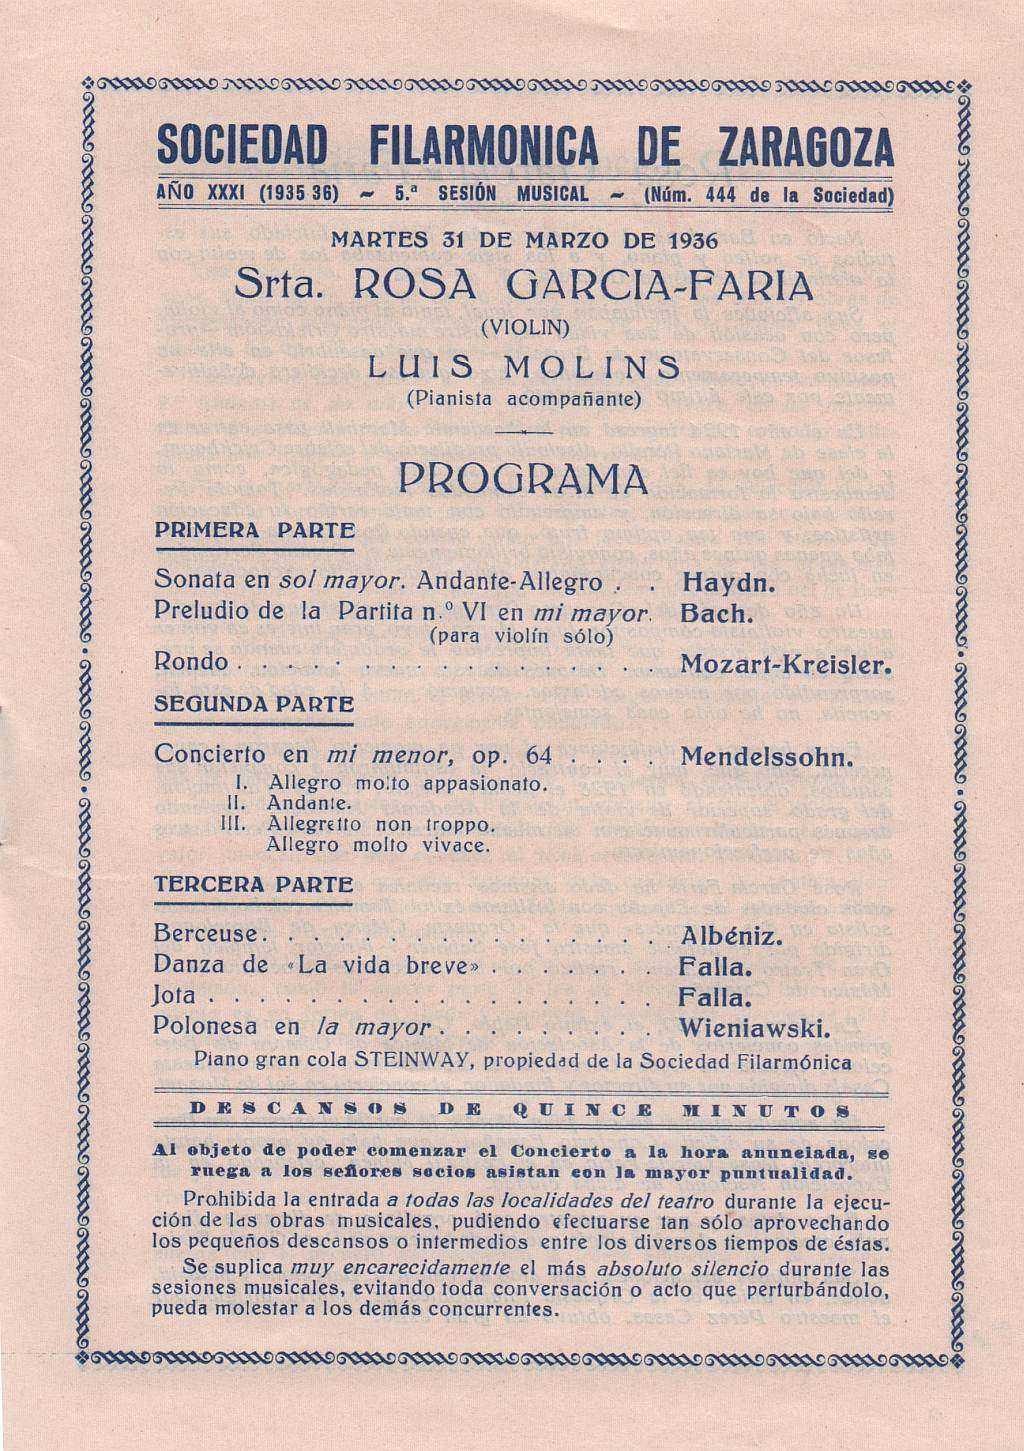 SOCIEDAD FILARMONICA DE ZARAGOZA
AÑO XXXI (1935 36) ~ 5.ª SESIÓN MUSICAL ~ (Núm. 444 de la Sociedad)
MARTES 31 DE MARZO DE 1936
Srta. ROSA GARCIA-FARIA
(VIOLIN)
LUIS MOLINS
(Pianista acompañante)
PROGRAMA
PRIMERA PARTE
Sonata en sol mayor. Andante-Allegro . . Haydn.
Preludio de la Partita n.º VI en mi mayor. Bach.
(para violín sólo)
Rondo . . . . . . . . . . . . . . . . . Mozart-Kreisler.
SEGUNDA PARTE
Concierto en mi menor, op. 64 . . . . Mendelssohn.
I. Allegro molto appasionato.
II. Andante.
III. Allegretto non troppo.
Allegro molto vivace.
TERCERA PARTE
Berceuse. . . . . . . . . . . . . . . . Albéniz.
Danza de «La vida breve» . . . . . . . Falla.
Jota . . . . . . . . . . . . . . . . . . Falla.
Polonesa en la mayor . . . . . . . . . Wieniawski.
Piano gran cola STEINWAY, propiedad de la Sociedad Filarmónica
DESCANSOS DE QUINCE MINUTOS
Al objeto de poder comenzar el Concierto a la hora anunciada, se
ruega a los señores socios asistan con la mayor puntualidad.
Prohibida la entrada a todas las localidades del teatro durante la ejecu-
ción de las obras musicales, pudiendo efectuarse tan sólo aprovechando
los pequeños descansos o intermedios entre los diversos tiempos de éstas.
Se suplica muy encarecidamente el más absoluto silencio durante las
sesiones musicales, evitando toda conversación o acto que perturbándolo,
pueda molestar a los demás concurrentes.